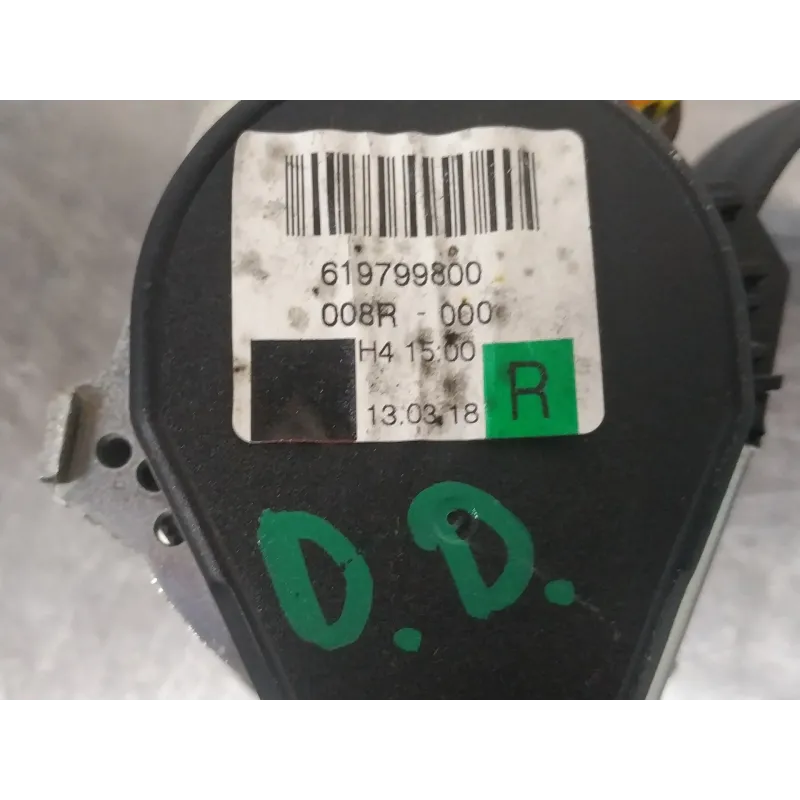 619799800
008R - 000
H4 15:00
R
13.03.18
D.D.